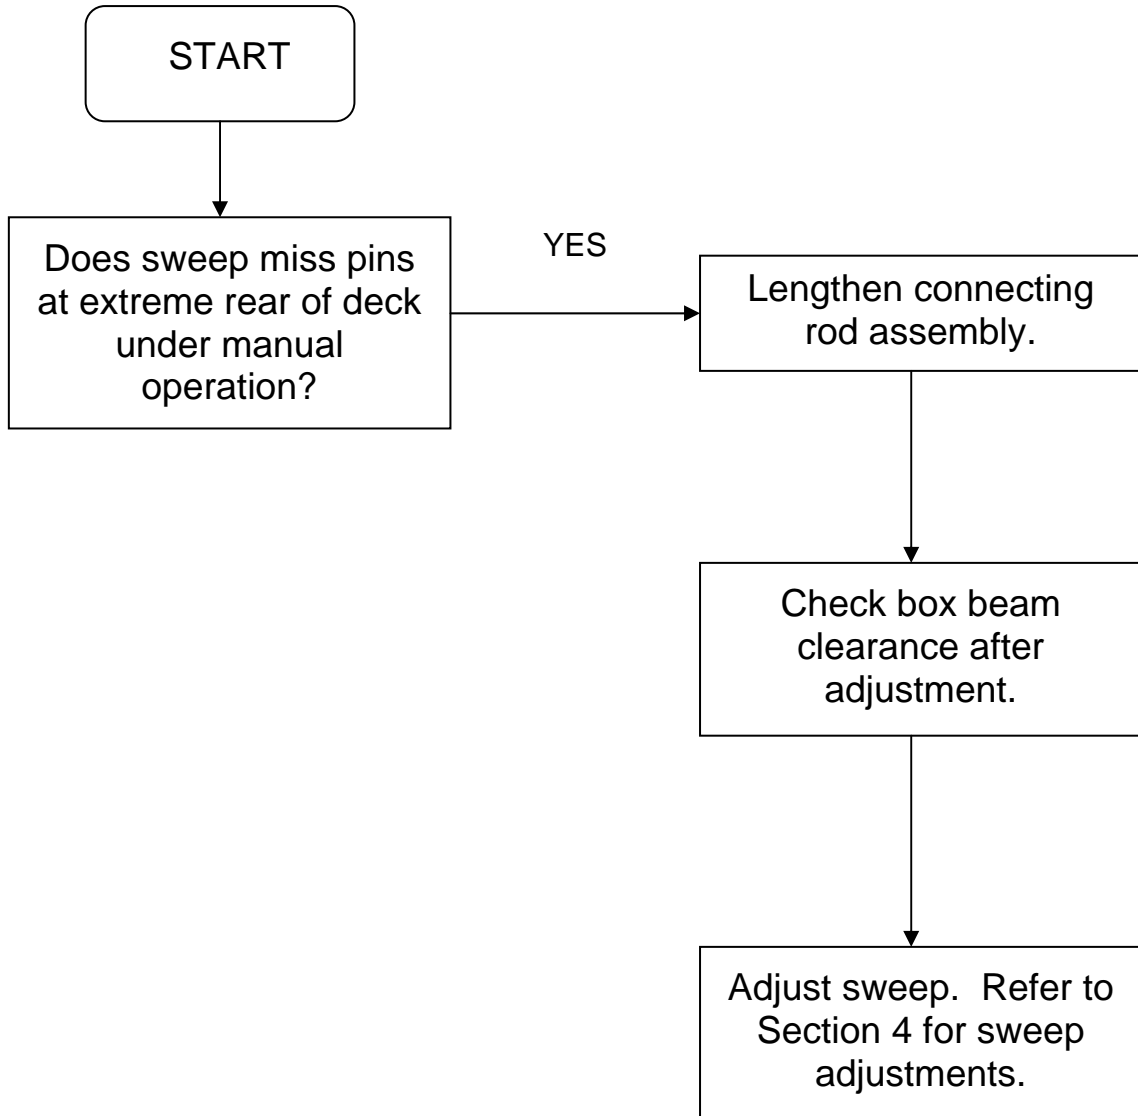 START
Does sweep miss pins
at extreme rear of deck
under manual
operation?
YES
Lengthen connecting
rod assembly.
Check box beam
clearance after
adjustment.
Adjust sweep.  Refer to
Section 4 for sweep
adjustments.